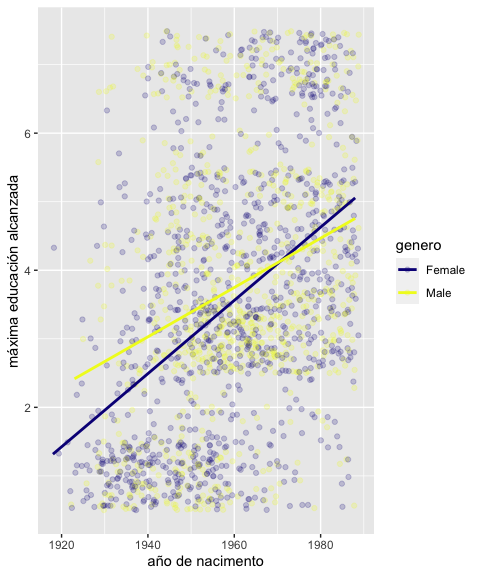 máxima educación alcanzada
6
4
2
1920
1940
1960
1980
año de nacimento
genero
Female
Male